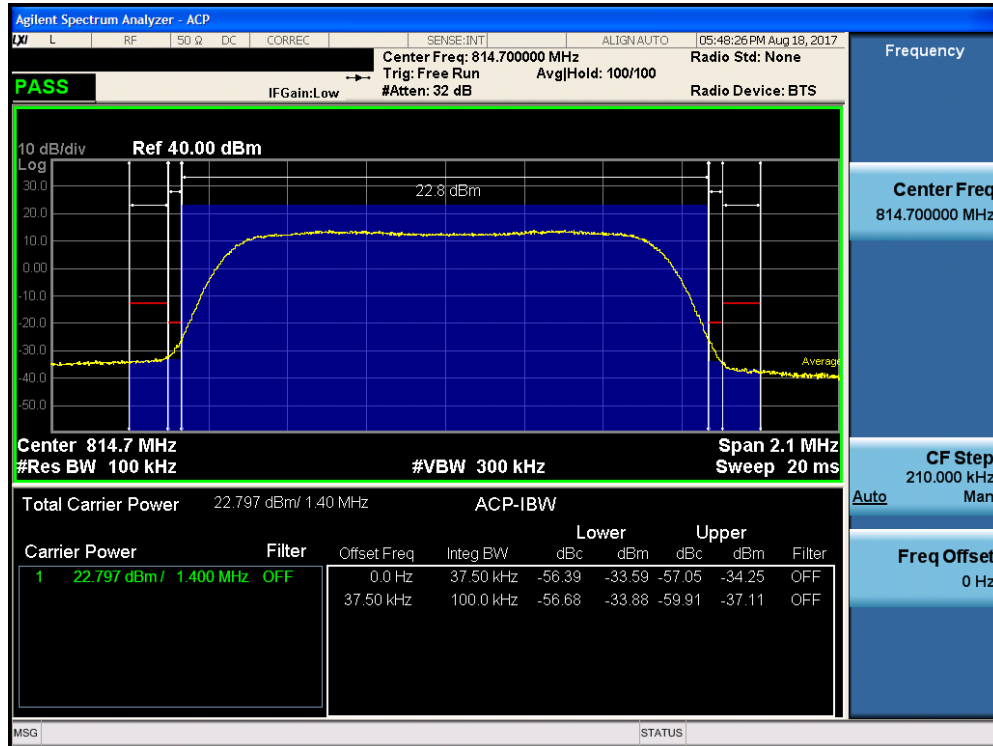 Agilent Spectrum Analyzer - ACP
LXI L RF 50 Ω DC CORREC SENSE:INT ALIGN AUTO 05:48:26 PM Aug 18, 2017
Center Freq: 814.700000 MHz Radio Std: None
Trig: Free Run Avg|Hold: 100/100
PASS IFGain:Low #Atten: 32 dB Radio Device: BTS
10 dB/div Ref 40.00 dBm
Log
30.0
22.8 dBm
20.0
10.0
0.00
-10.0
-20.0
-30.0
Average
-40.0
-50.0
Center 814.7 MHz Span 2.1 MHz
#Res BW 100 kHz #VBW 300 kHz Sweep 20 ms
Total Carrier Power 22.797 dBm/ 1.40 MHz ACP-IBW
Lower Upper
Carrier Power Filter Offset Freq Integ BW dBc dBm dBc dBm Filter
1 22.797 dBm / 1.400 MHz OFF 0.0 Hz 37.50 kHz -56.39 -33.59 -57.05 -34.25 OFF
37.50 kHz 100.0 kHz -56.68 -33.88 -59.91 -37.11 OFF
MSG STATUS
Frequency
Center Freq
814.700000 MHz
CF Step
210.000 kHz
Auto Man
Freq Offset
0 Hz